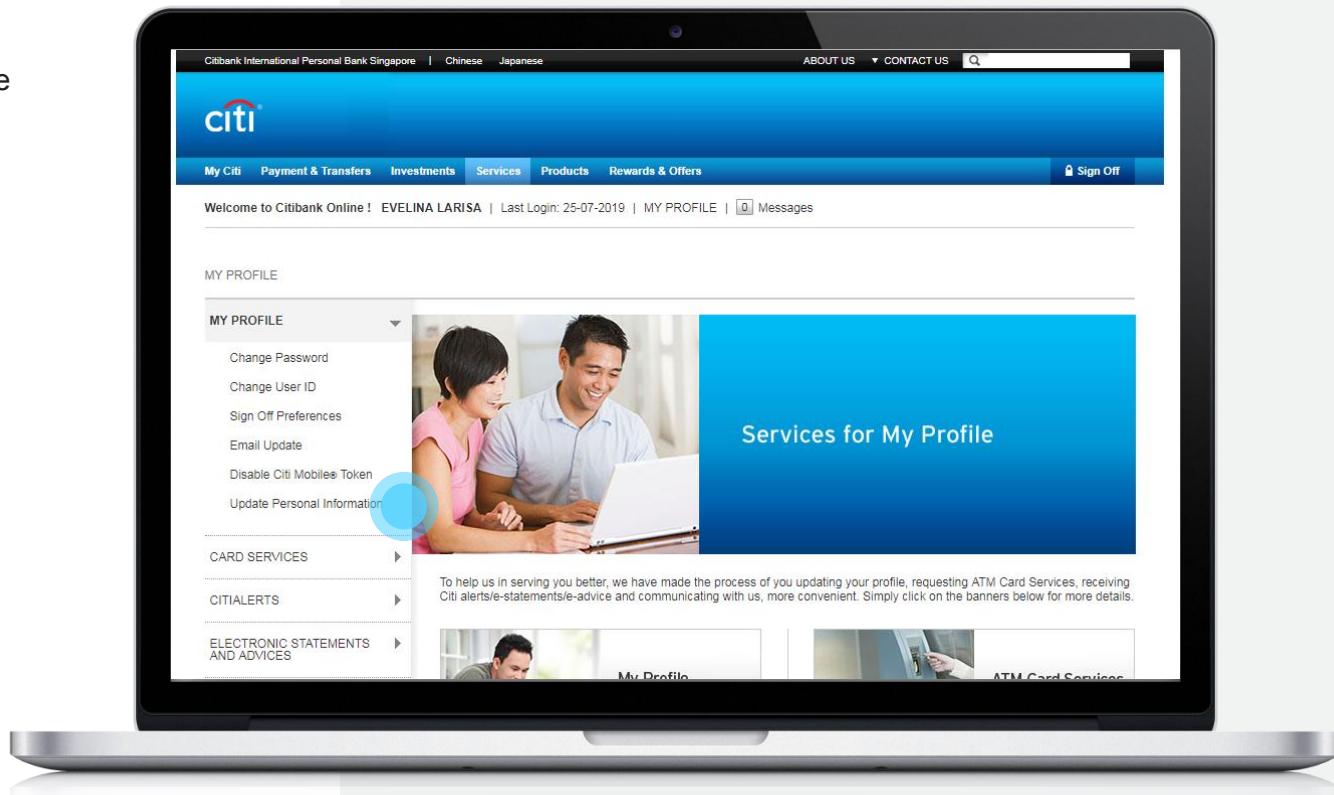 e
Citibank International Personal Bank Singapore | Chinese Japanese ABOUT US ▼ CONTACT US
citi®
My Citi Payment & Transfers Investments Services Products Rewards & Offers Sign Off
Welcome to Citibank Online ! EVELINA LARISA | Last Login: 25-07-2019 | MY PROFILE | 0 Messages
MY PROFILE
MY PROFILE
Change Password
Change User ID
Sign Off Preferences
Email Update
Disable Citi Mobile® Token
Update Personal Information
CARD SERVICES
CITIALERTS
ELECTRONIC STATEMENTS
AND ADVICES
Services for My Profile
To help us in serving you better, we have made the process of you updating your profile, requesting ATM Card Services, receiving
Citi alerts/e-statements/e-advice and communicating with us, more convenient. Simply click on the banners below for more details.
My Profile
ATM Card Services